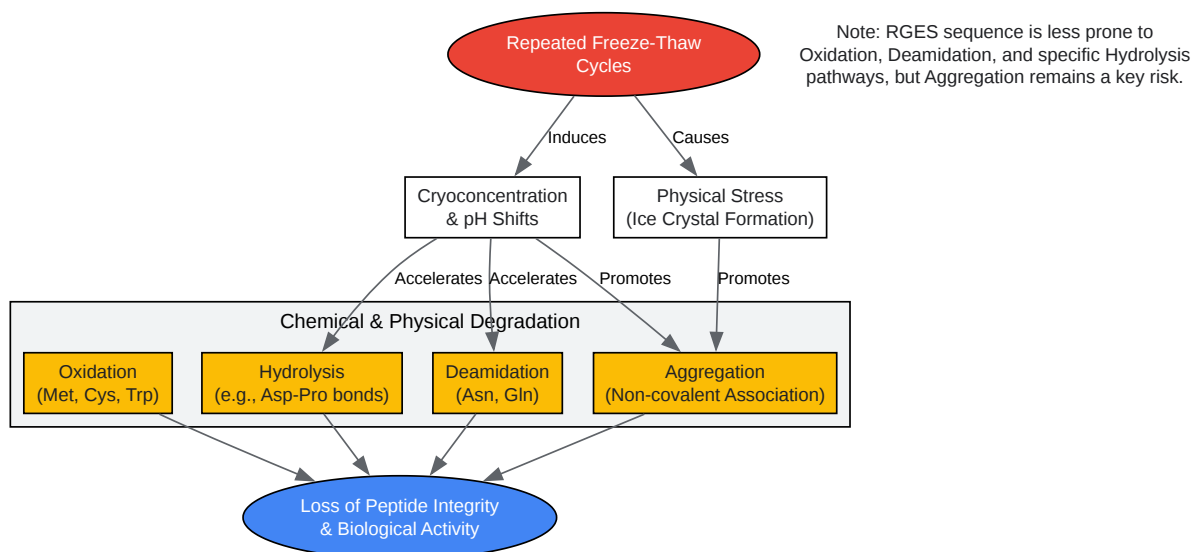 Repeated Freeze-Thaw
Cycles
Note: RGES sequence is less prone to
Oxidation, Deamidation, and specific Hydrolysis
pathways, but Aggregation remains a key risk.
Induces
Causes
Cryoconcentration
& pH Shifts
Physical Stress
(Ice Crystal Formation)
Accelerates
Accelerates
Promotes
Promotes
Chemical & Physical Degradation
Oxidation
(Met, Cys, Trp)
Hydrolysis
(e.g., Asp-Pro bonds)
Deamidation
(Asn, Gln)
Aggregation
(Non-covalent Association)
Loss of Peptide Integrity
& Biological Activity